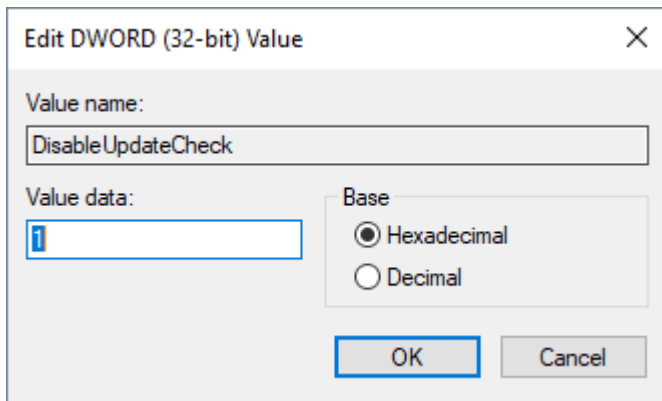 Edit DWORD (32-bit) Value
Value name:
DisableUpdateCheck
Value data:
1
Base
Hexadecimal
Decimal
OK
Cancel